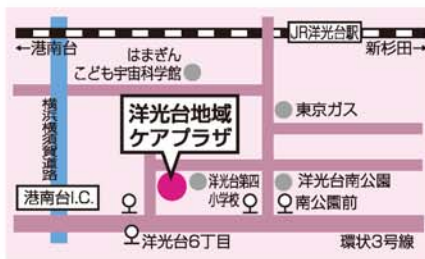 JR洋光台駅
←港南台
新杉田→
はまぎん
こども宇宙科学館
横浜横須賀道路
洋光台地域
ケアプラザ
東京ガス
洋光台第四
小学校
洋光台南公園
港南台I.C.
南公園前
洋光台6丁目
環状3号線